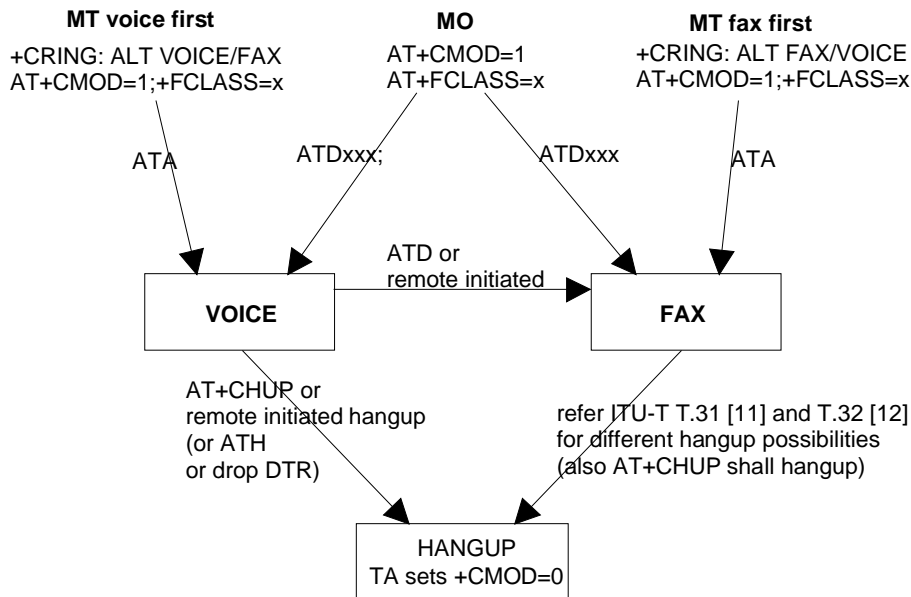 MT voice first
+CRING: ALT VOICE/FAX
AT+CMOD=1;+FCLASS=x
MO
AT+CMOD=1
AT+FCLASS=x
MT fax first
+CRING: ALT FAX/VOICE
AT+CMOD=1;+FCLASS=x
ATA
ATDxxx;
ATDxxx
ATA
ATD or
remote initiated
VOICE
FAX
AT+CHUP or
remote initiated hangup
(or ATH
or drop DTR)
refer ITU-T T.31 [11] and T.32 [12]
for different hangup possibilities
(also AT+CHUP shall hangup)
HANGUP
TA sets +CMOD=0